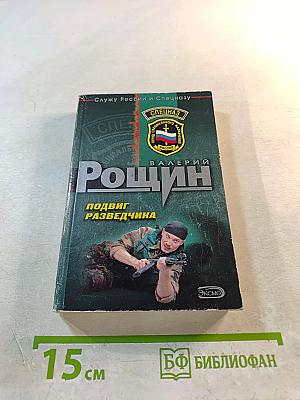 Служу России и Спецназу
СПЕЦНАЗ
ВАЛЕРИЙ
РОЩИН
ПОДВИГ
РАЗВЕДЧИКА
ЭКСМО
15 см
БФ БИБЛИОФАН